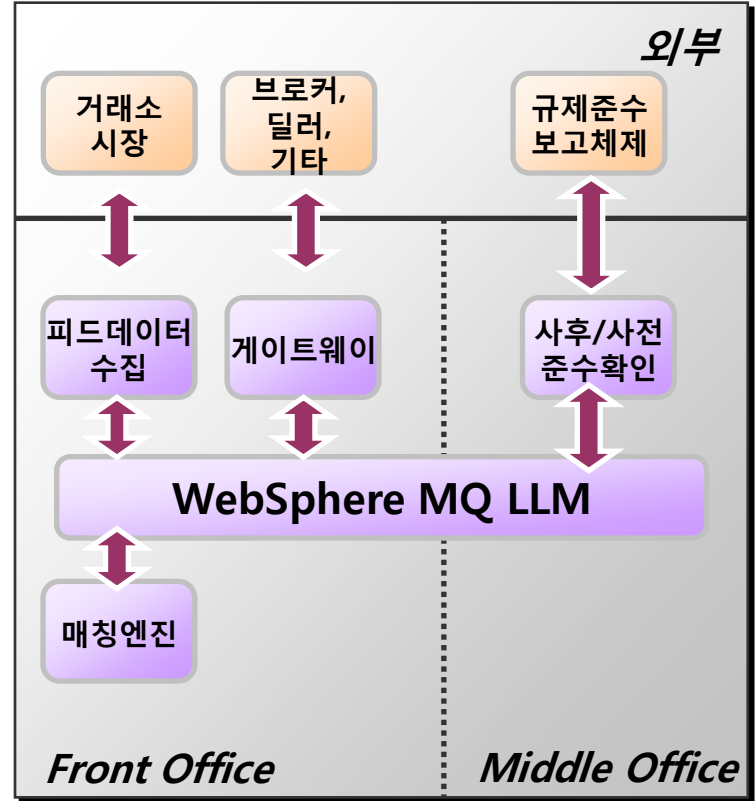 외부
거래소
시장
브로커,
딜러,
기타
규제준수
보고체제
피드데이터
수집
게이트웨이
사후/사전
준수확인
WebSphere MQ LLM
매칭엔진
Front Office
Middle Office